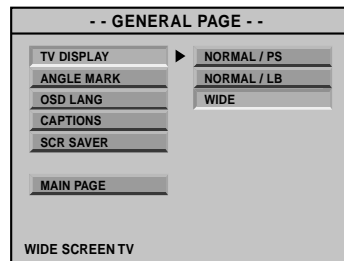 - - GENERAL PAGE - -
TV DISPLAY
ANGLE MARK
OSD LANG
CAPTIONS
SCR SAVER
MAIN PAGE
NORMAL / PS
NORMAL / LB
WIDE
WIDE SCREEN TV